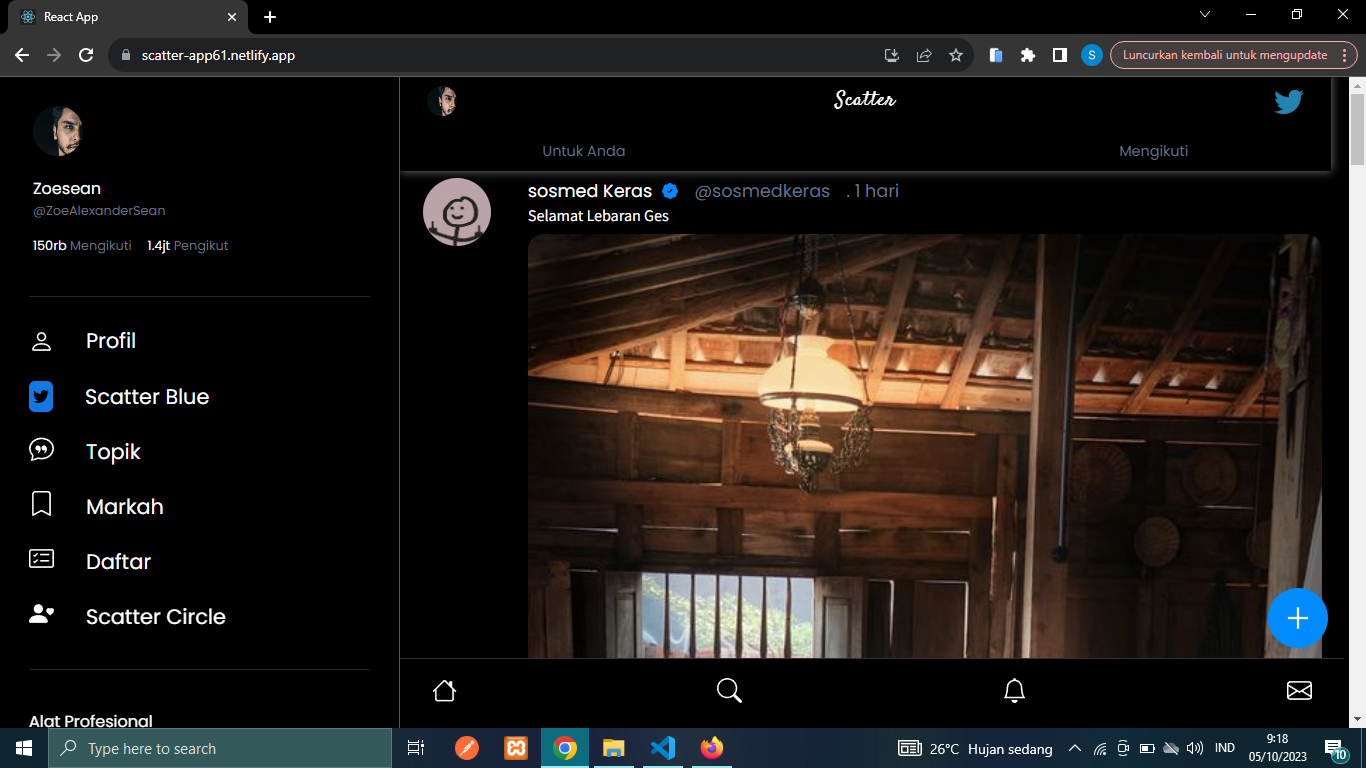 React App
scatter-app61.netlify.app
S
Luncurkan kembali untuk mengupdate
Zoesean
@ZoeAlexanderSean
150rb Mengikuti 1.4jt Pengikut
Profil
Scatter Blue
Topik
Markah
Daftar
Scatter Circle
Alat Profesional
Scatter
Untuk Anda
Mengikuti
sosmed Keras @sosmedkeras . 1 hari
Selamat Lebaran Ges
Type here to search
26°C Hujan sedang
IND
9:18
05/10/2023
10